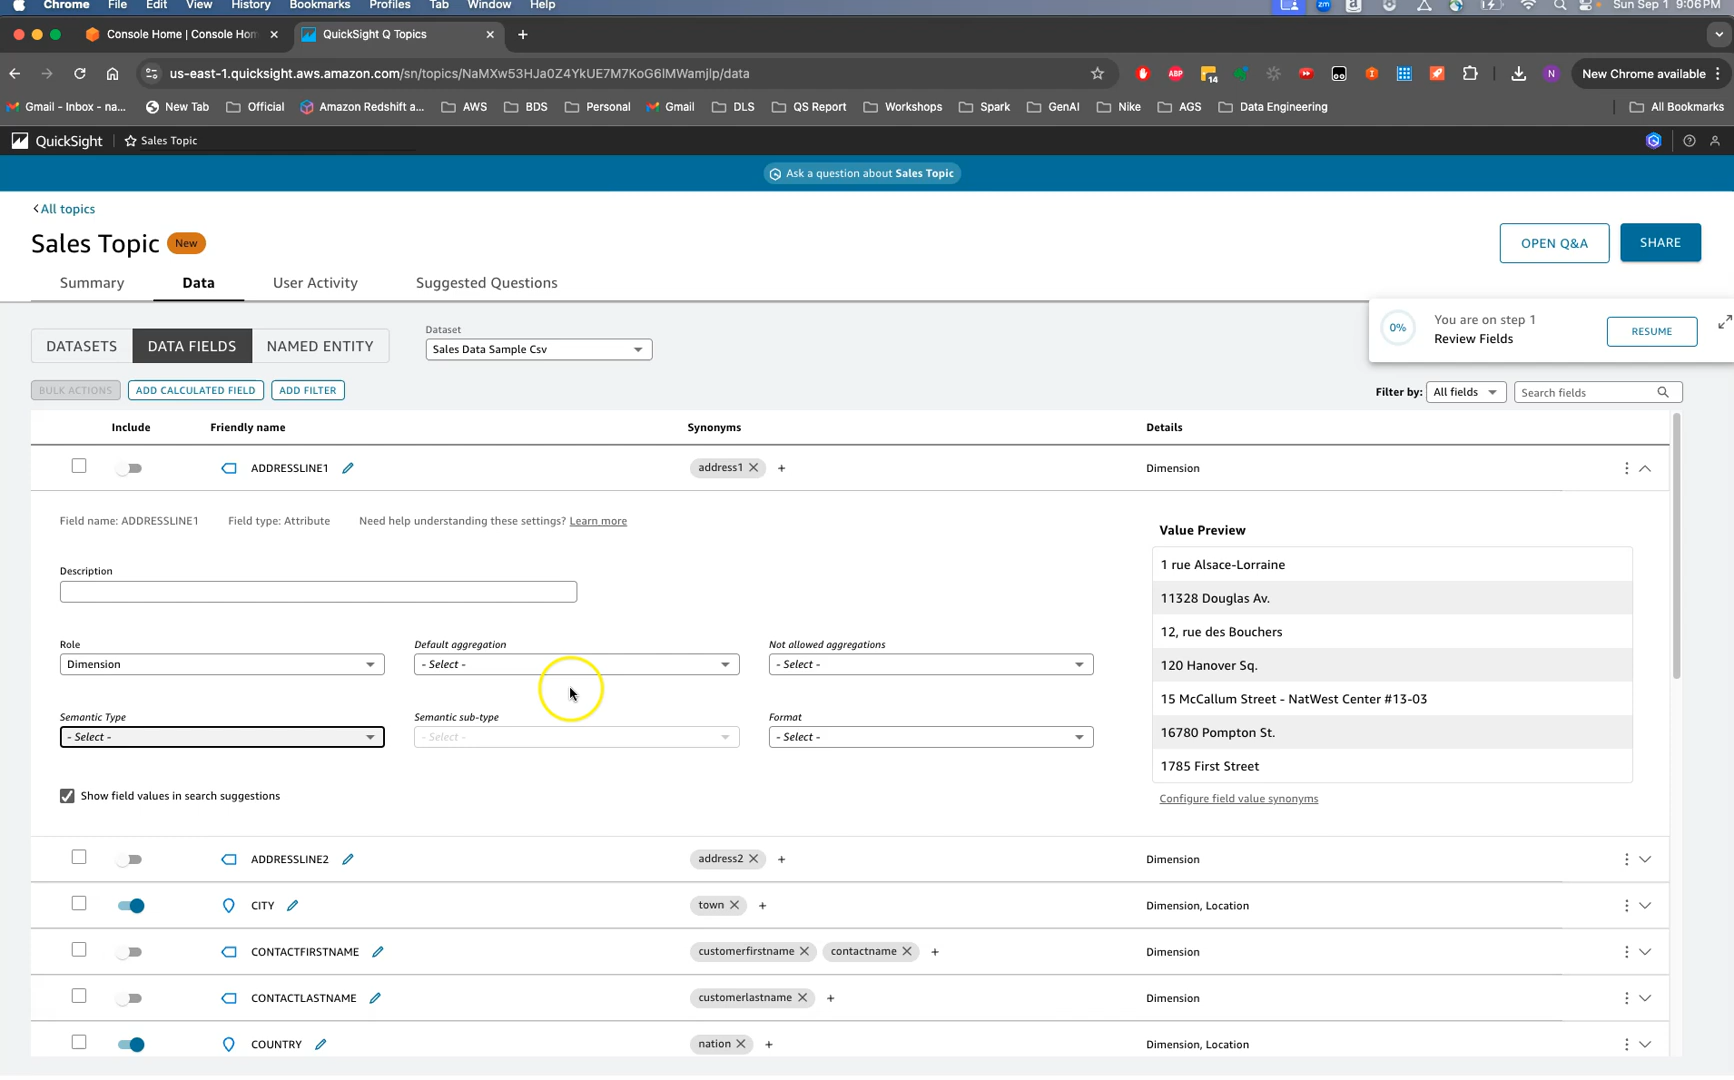 Chrome File Edit View History Bookmarks Profiles Tab Window Help Sun Sep 1 9:06 PM
Console Home | Console Hom QuickSight Q Topics
us-east-1.quicksight.aws.amazon.com/sn/topics/NaMXw53HJa0Z4YkUE7M7KoG6IMWamjlp/data ABP 14 N New Chrome available
Gmail - Inbox - na... New Tab Official Amazon Redshift a... AWS BDS Personal Gmail DLS QS Report Workshops Spark GenAI Nike AGS Data Engineering All Bookmarks
QuickSight Sales Topic
Ask a question about Sales Topic
All topics
Sales Topic New
OPEN Q&A SHARE
Summary Data User Activity Suggested Questions
0% You are on step 1
Review Fields
RESUME
DATASETS DATA FIELDS NAMED ENTITY
Dataset
Sales Data Sample Csv
BULK ACTIONS ADD CALCULATED FIELD ADD FILTER Filter by: All fields Search fields
Include Friendly name Synonyms Details
ADDRESSLINE1 address1 + Dimension
Field name: ADDRESSLINE1 Field type: Attribute Need help understanding these settings? Learn more
Description
Role Default aggregation Not allowed aggregations
Dimension - Select - - Select -
Semantic Type Semantic sub-type Format
- Select - - Select - - Select -
Show field values in search suggestions
Value Preview
1 rue Alsace-Lorraine
11328 Douglas Av.
12, rue des Bouchers
120 Hanover Sq.
15 McCallum Street - NatWest Center #13-03
16780 Pompton St.
1785 First Street
Configure field value synonyms
ADDRESSLINE2 address2 + Dimension
CITY town + Dimension, Location
CONTACTFIRSTNAME customerfirstname contactname + Dimension
CONTACTLASTNAME customerlastname + Dimension
COUNTRY nation + Dimension, Location